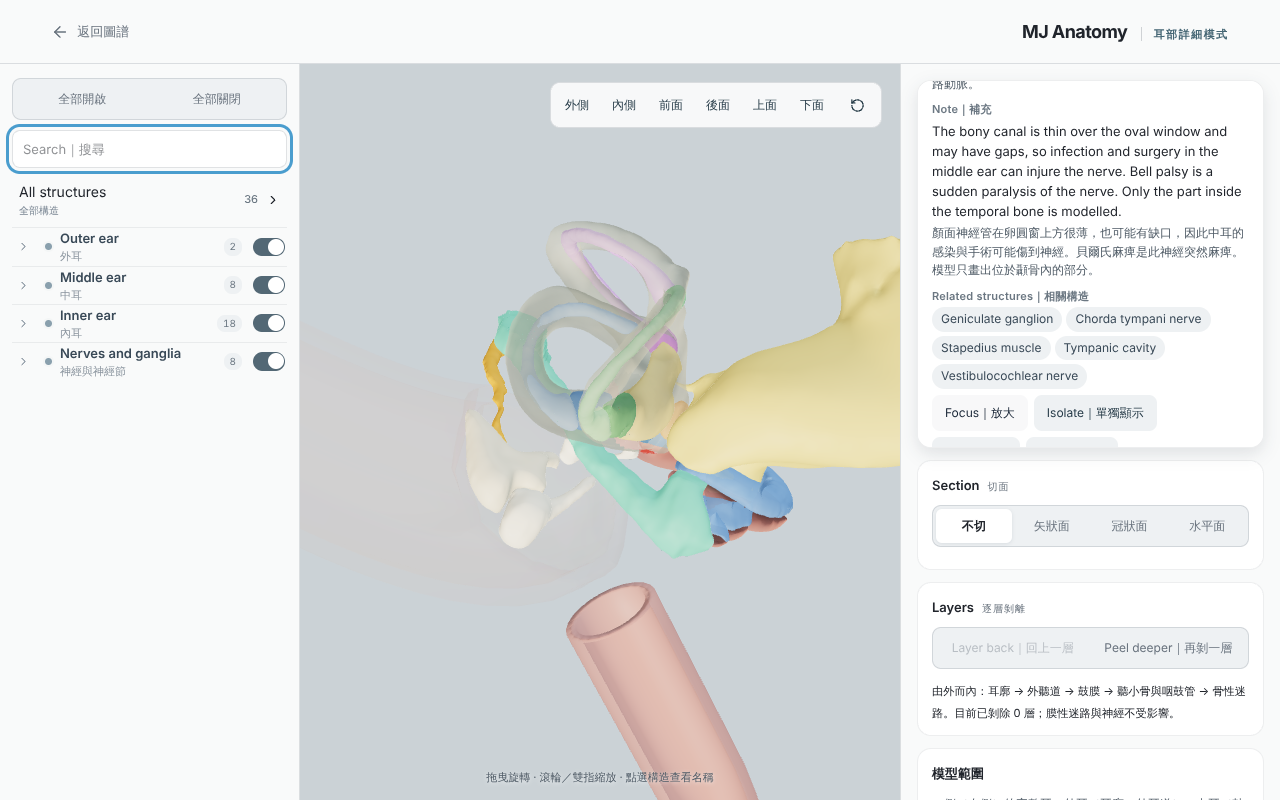 返回圖譜
MJ Anatomy
耳部詳細模式
全部開啟
全部關閉
Search | 搜尋
All structures
全部構造
36
Outer ear
外耳
2
Middle ear
中耳
8
Inner ear
內耳
18
Nerves and ganglia
神經與神經節
8
外側
內側
前面
後面
上面
下面
拖曳旋轉 · 滾輪／雙指縮放 · 點選構造查看名稱
路動脈。
Note | 補充
The bony canal is thin over the oval window and
may have gaps, so infection and surgery in the
middle ear can injure the nerve. Bell palsy is a
sudden paralysis of the nerve. Only the part inside
the temporal bone is modelled.
顏面神經管在卵圓窗上方很薄，也可能有缺口，因此中耳的
感染與手術可能傷到神經。貝爾氏麻痺是此神經突然麻痺。
模型只畫出位於顳骨內的部分。
Related structures | 相關構造
Geniculate ganglion
Chorda tympani nerve
Stapedius muscle
Tympanic cavity
Vestibulocochlear nerve
Focus | 放大
Isolate | 單獨顯示
Section
切面
不切
矢狀面
冠狀面
水平面
Layers
逐層剝離
Layer back | 回上一層
Peel deeper | 再剝一層
由外而內：耳廓 → 外聽道 → 鼓膜 → 聽小骨與咽鼓管 → 骨性迷
路。目前已剝除 0 層；膜性迷路與神經不受影響。
模型範圍